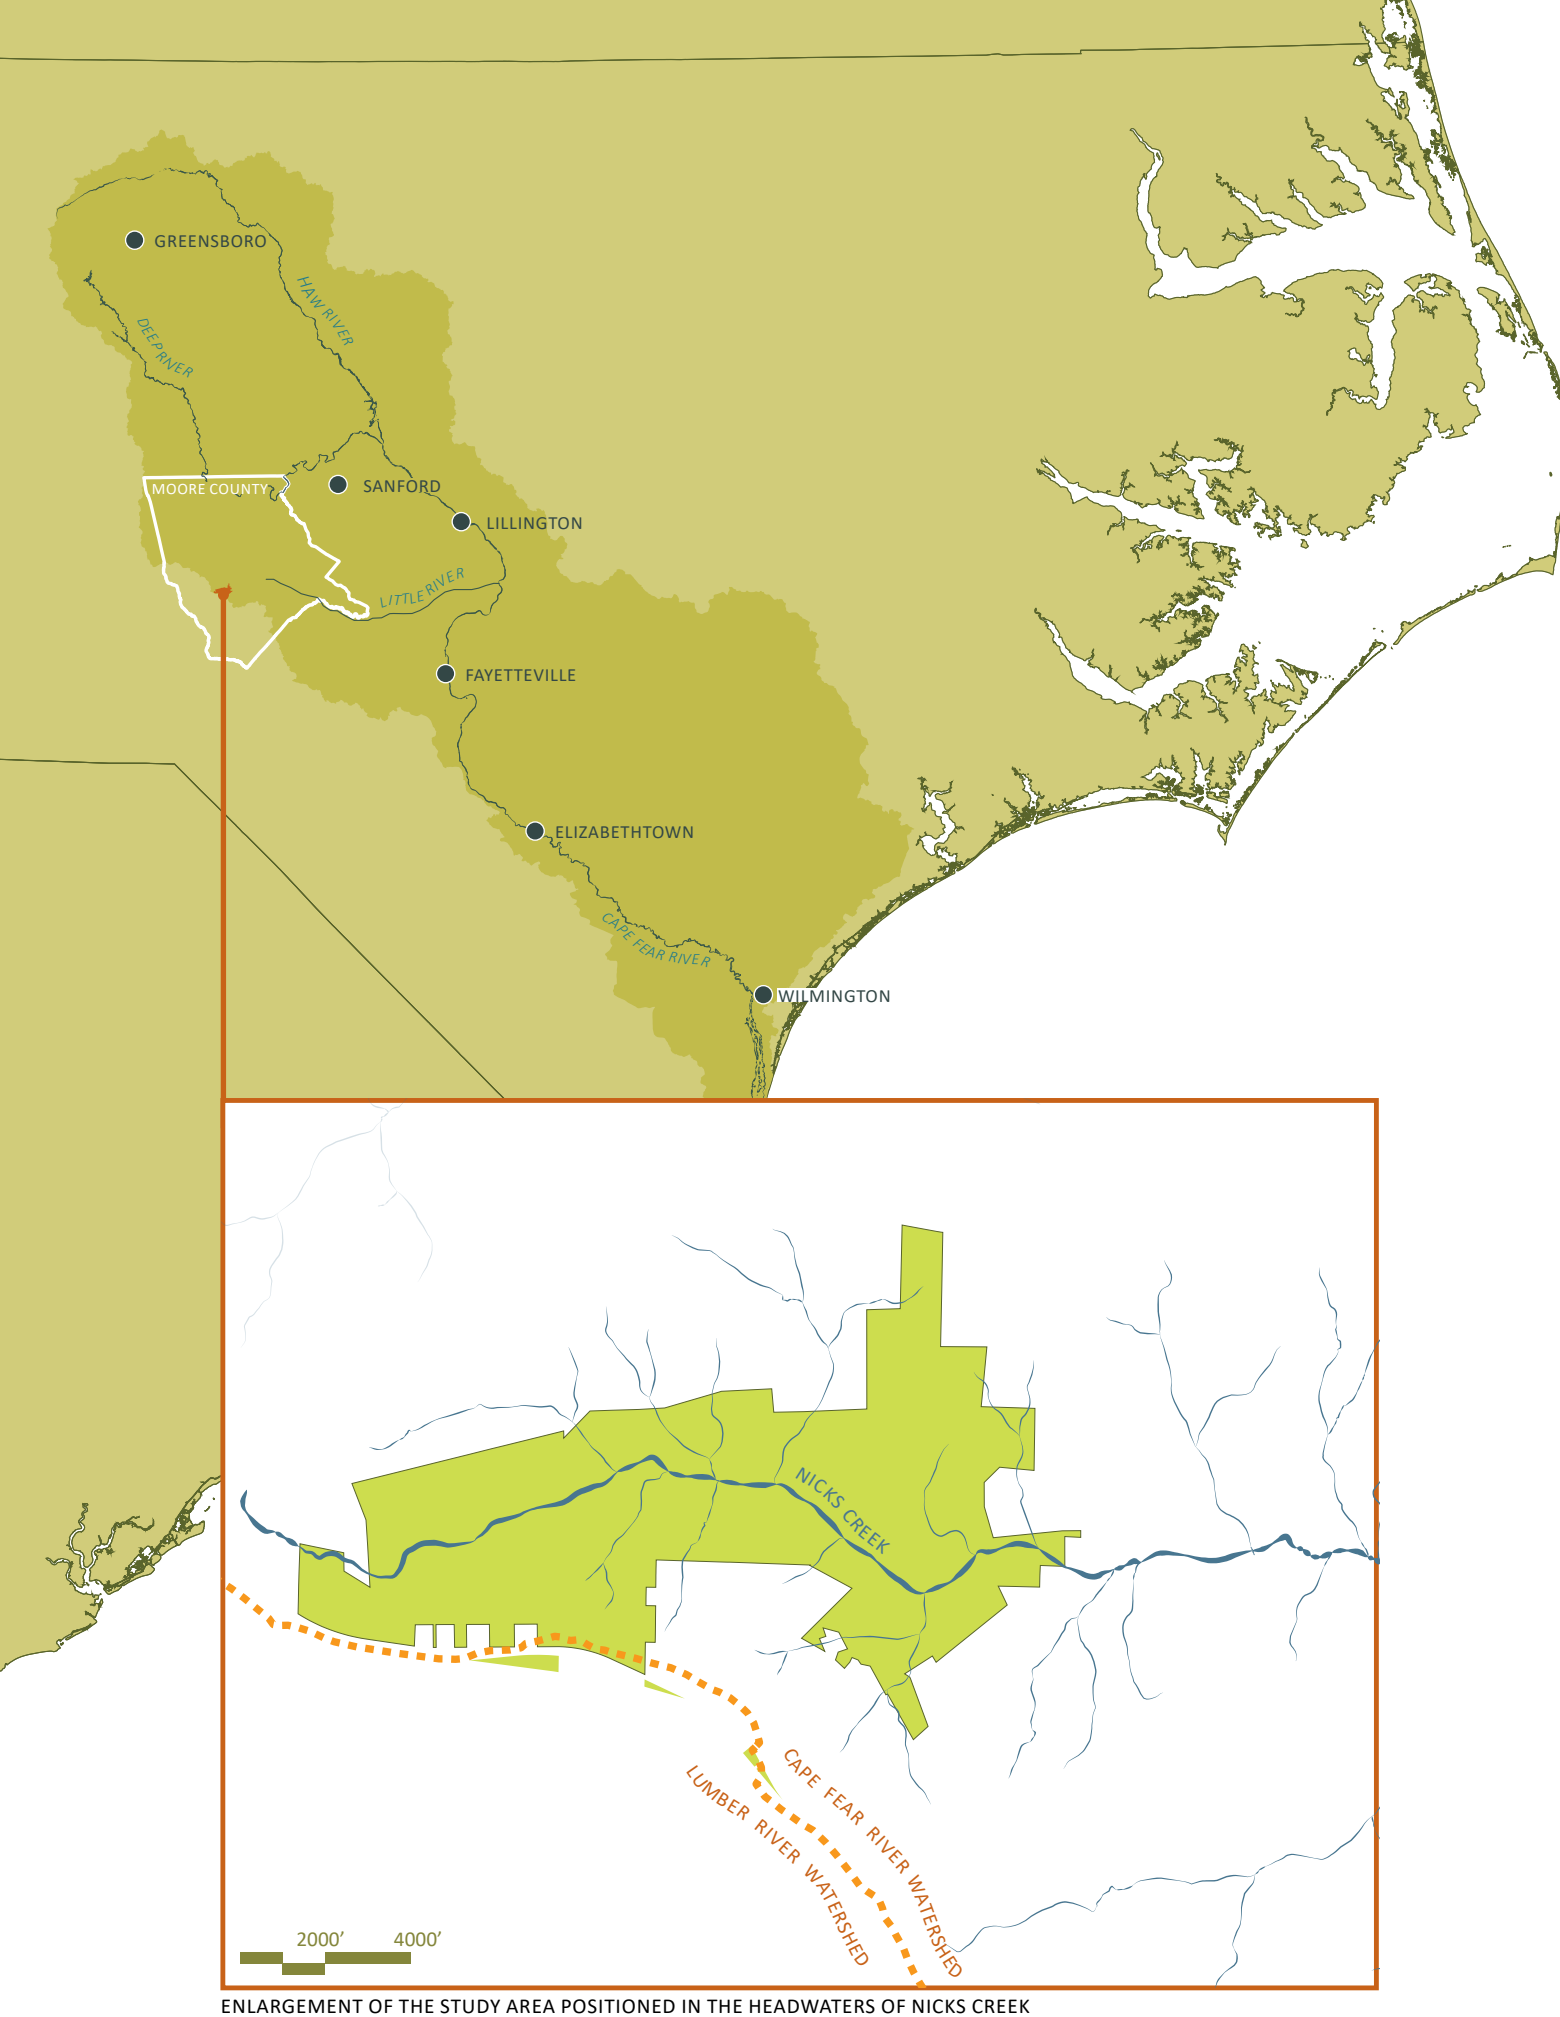 GREENSBORO
HAW RIVER
DEEPRNER
MOORE COUNTY
SANFORD
LILLINGTON
LITTLE RIVER
FAYETTEVILLE
ELIZABETHTOWN
CAPE FEAR RIVER
WILMINGTON
NICKS CREEK
CAPE FEAR RIVER WATERSHED
LUMBER RIVER WATERSHED
2000' 4000'
ENLARGEMENT OF THE STUDY AREA POSITIONED IN THE HEADWATERS OF NICKS CREEK